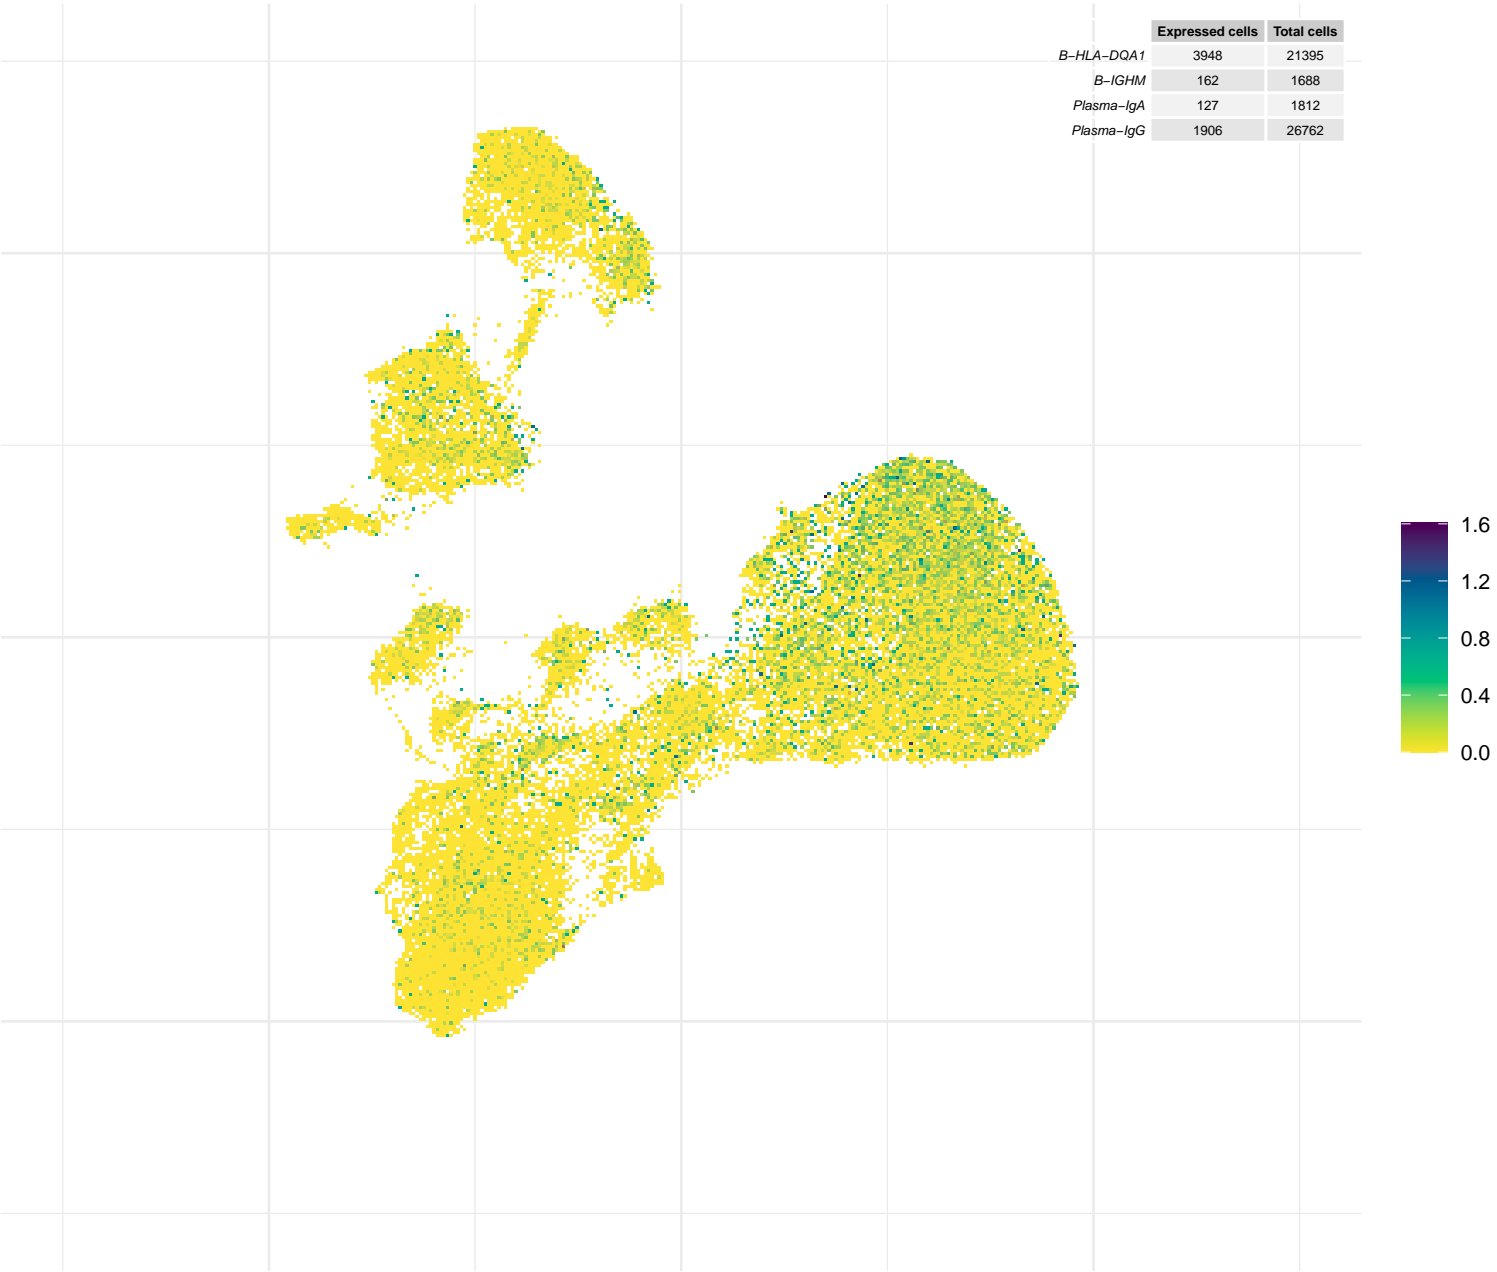 Expressed cells Total cells
B−HLA−DQA1 3948 21395
B−IGHM 162 1688
Plasma−IgA 127 1812
Plasma−IgG 1906 26762
1.6
1.2
0.8
0.4
0.0